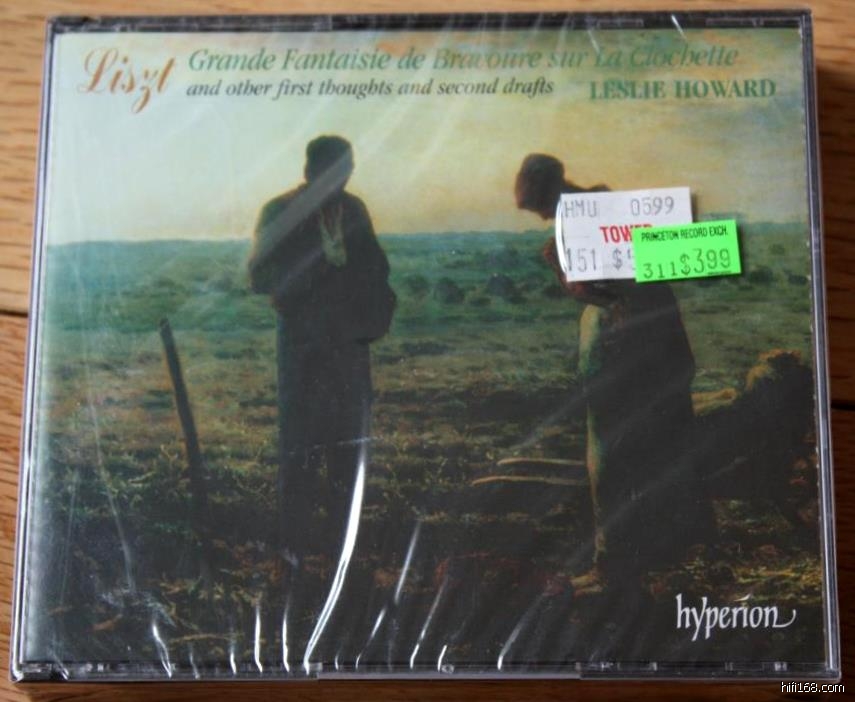 Liszt
Grande Fantaisie de Bravoure sur La Clochette
and other first thoughts and second drafts
LESLIE HOWARD
HMU 0599
PRINCETON RECORD EXCH.
151 $
311 $399
hyperion
hifi168.com